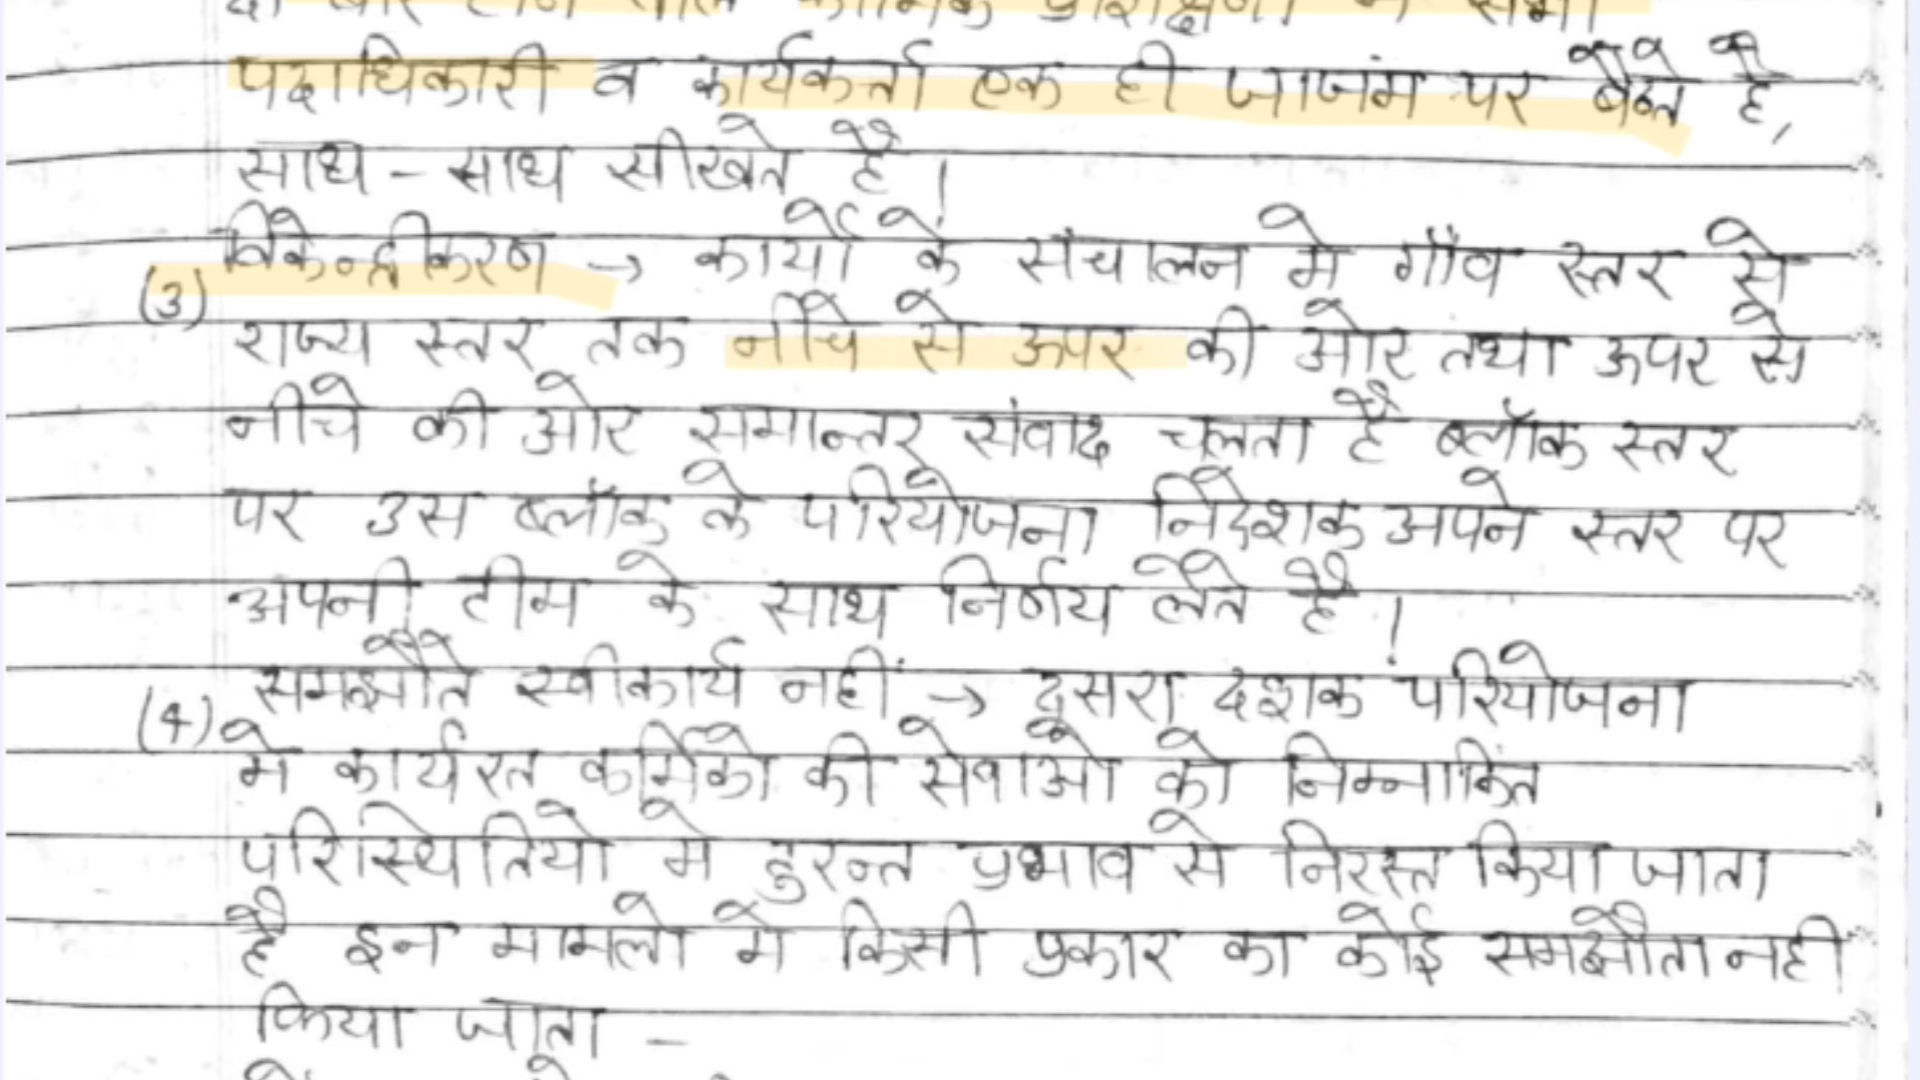 पदाधिकारी व कार्यकर्त्ता एक ही जाजंम पर बैठते है,
साथ - साथ सीखते है।
(3) विकेन्द्रीकरण → कार्यो के संचालन मे गाँव स्तर से
राज्य स्तर तक नीचे से ऊपर की ओर तथा ऊपर से
नीचे की ओर समान्तर संवाद चलता है ब्लॉक स्तर
पर उस ब्लॉक के परियोजना निदेशक अपने स्तर पर
अपनी टीम के साथ निर्णय लेते है।
(4) समझौते स्वीकार्य नहीं → दूसरा दशक परियोजना
मे कार्यरत कर्मिको की सेवाओ को निम्नांकित
परिस्थितियो मे तुरन्त प्रभाव से निरस्त किया जाता
है इन मामलो मे किसी प्रकार का कोई समझौता नही
किया जाता -